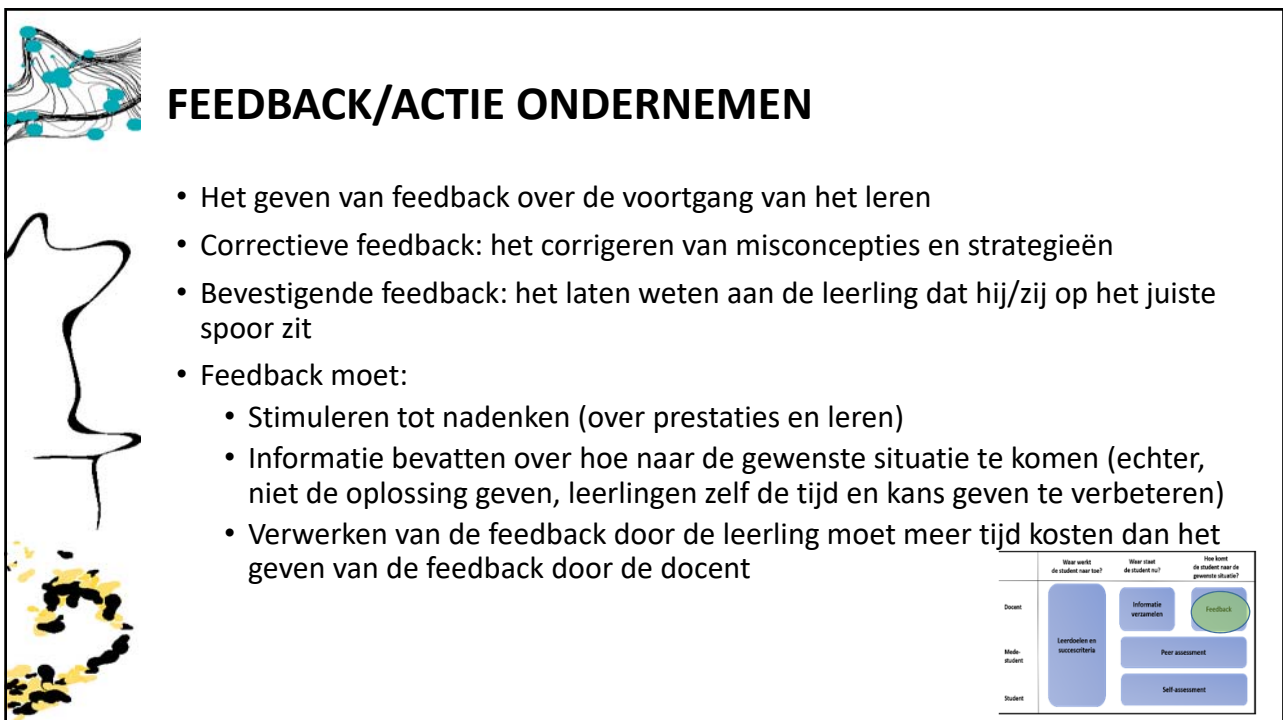 FEEDBACK/ACTIE ONDERNEMEN
• Het geven van feedback over de voortgang van het leren
• Correctieve feedback: het corrigeren van misconcepties en strategieën
• Bevestigende feedback: het laten weten aan de leerling dat hij/zij op het juiste
spoor zit
• Feedback moet:
• Stimuleren tot nadenken (over prestaties en leren)
• Informatie bevatten over hoe naar de gewenste situatie te komen (echter,
niet de oplossing geven, leerlingen zelf de tijd en kans geven te verbeteren)
• Verwerken van de feedback door de leerling moet meer tijd kosten dan het
geven van de feedback door de docent
Waar werkt
de student naar toe?
Waar staat
de student nu?
Hoe komt
de student naar de
gewenste situatie?
Docent
Informatie
verzamelen
Feedback
Leerdoelen en
succescriteria
Mede-
student
Peer assessment
Student
Self-assessment